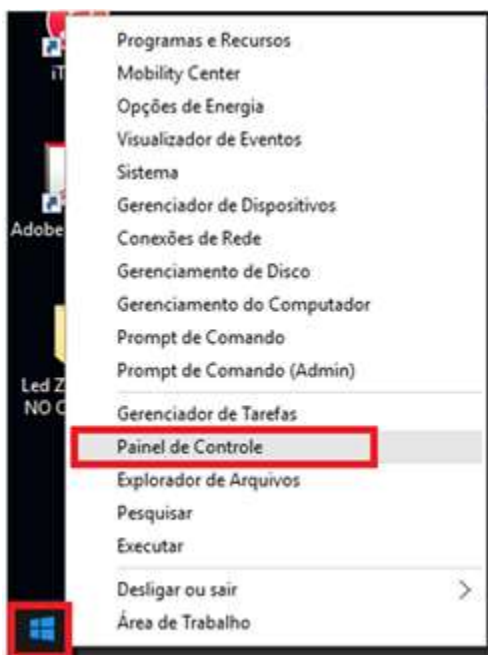 iT
Adobe
Led Z
NO C
Programas e Recursos
Mobility Center
Opções de Energia
Visualizador de Eventos
Sistema
Gerenciador de Dispositivos
Conexões de Rede
Gerenciamento de Disco
Gerenciamento do Computador
Prompt de Comando
Prompt de Comando (Admin)
Gerenciador de Tarefas
Painel de Controle
Explorador de Arquivos
Pesquisar
Executar
Desligar ou sair
Área de Trabalho